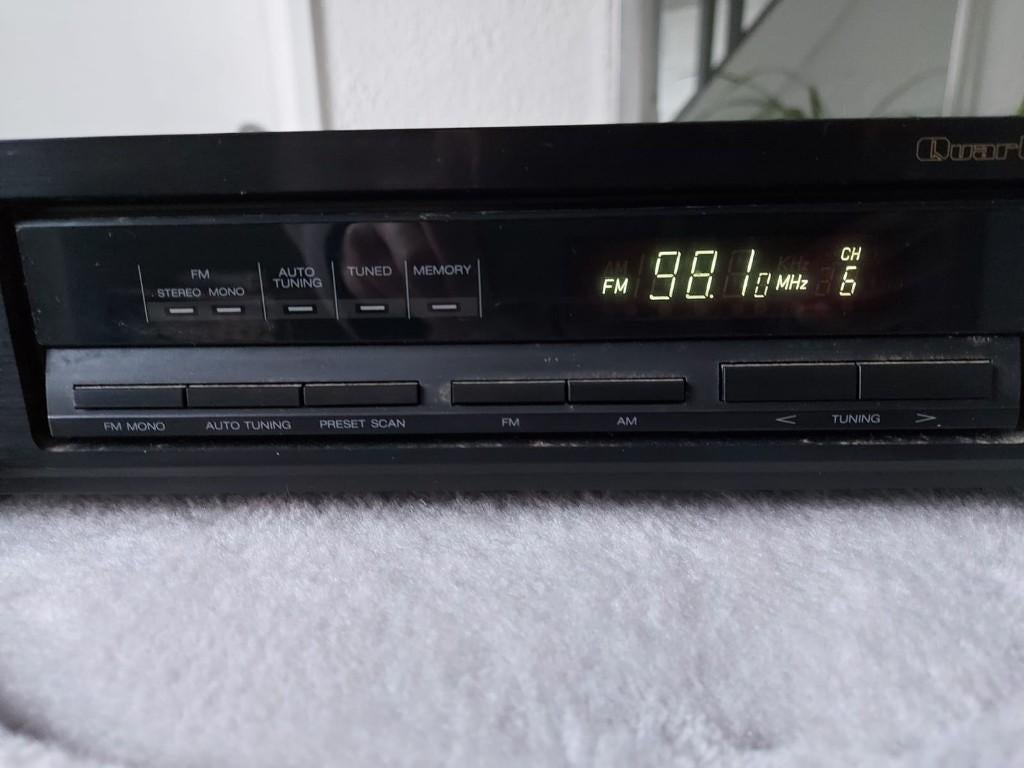 Quart
FM
STEREO MONO
AUTO
TUNING
TUNED
MEMORY
FM 98.10 MHz
CH
6
FM MONO AUTO TUNING PRESET SCAN FM AM < TUNING >